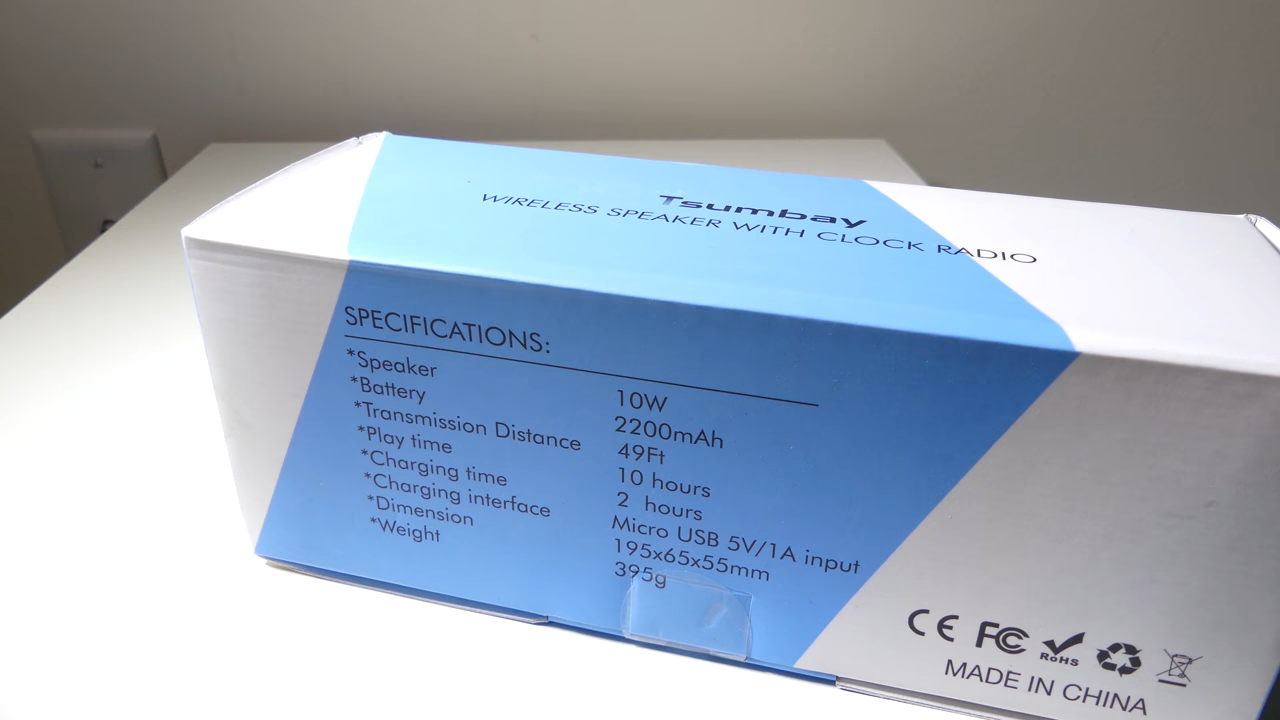 Tsumbay
WIRELESS SPEAKER WITH CLOCK RADIO
SPECIFICATIONS:
*Speaker 10W
*Battery 2200mAh
*Transmission Distance 49Ft
*Play time 10 hours
*Charging time 2 hours
*Charging interface Micro USB 5V/1A input
*Dimension 195x65x55mm
*Weight 395g
CE FC RoHS
MADE IN CHINA